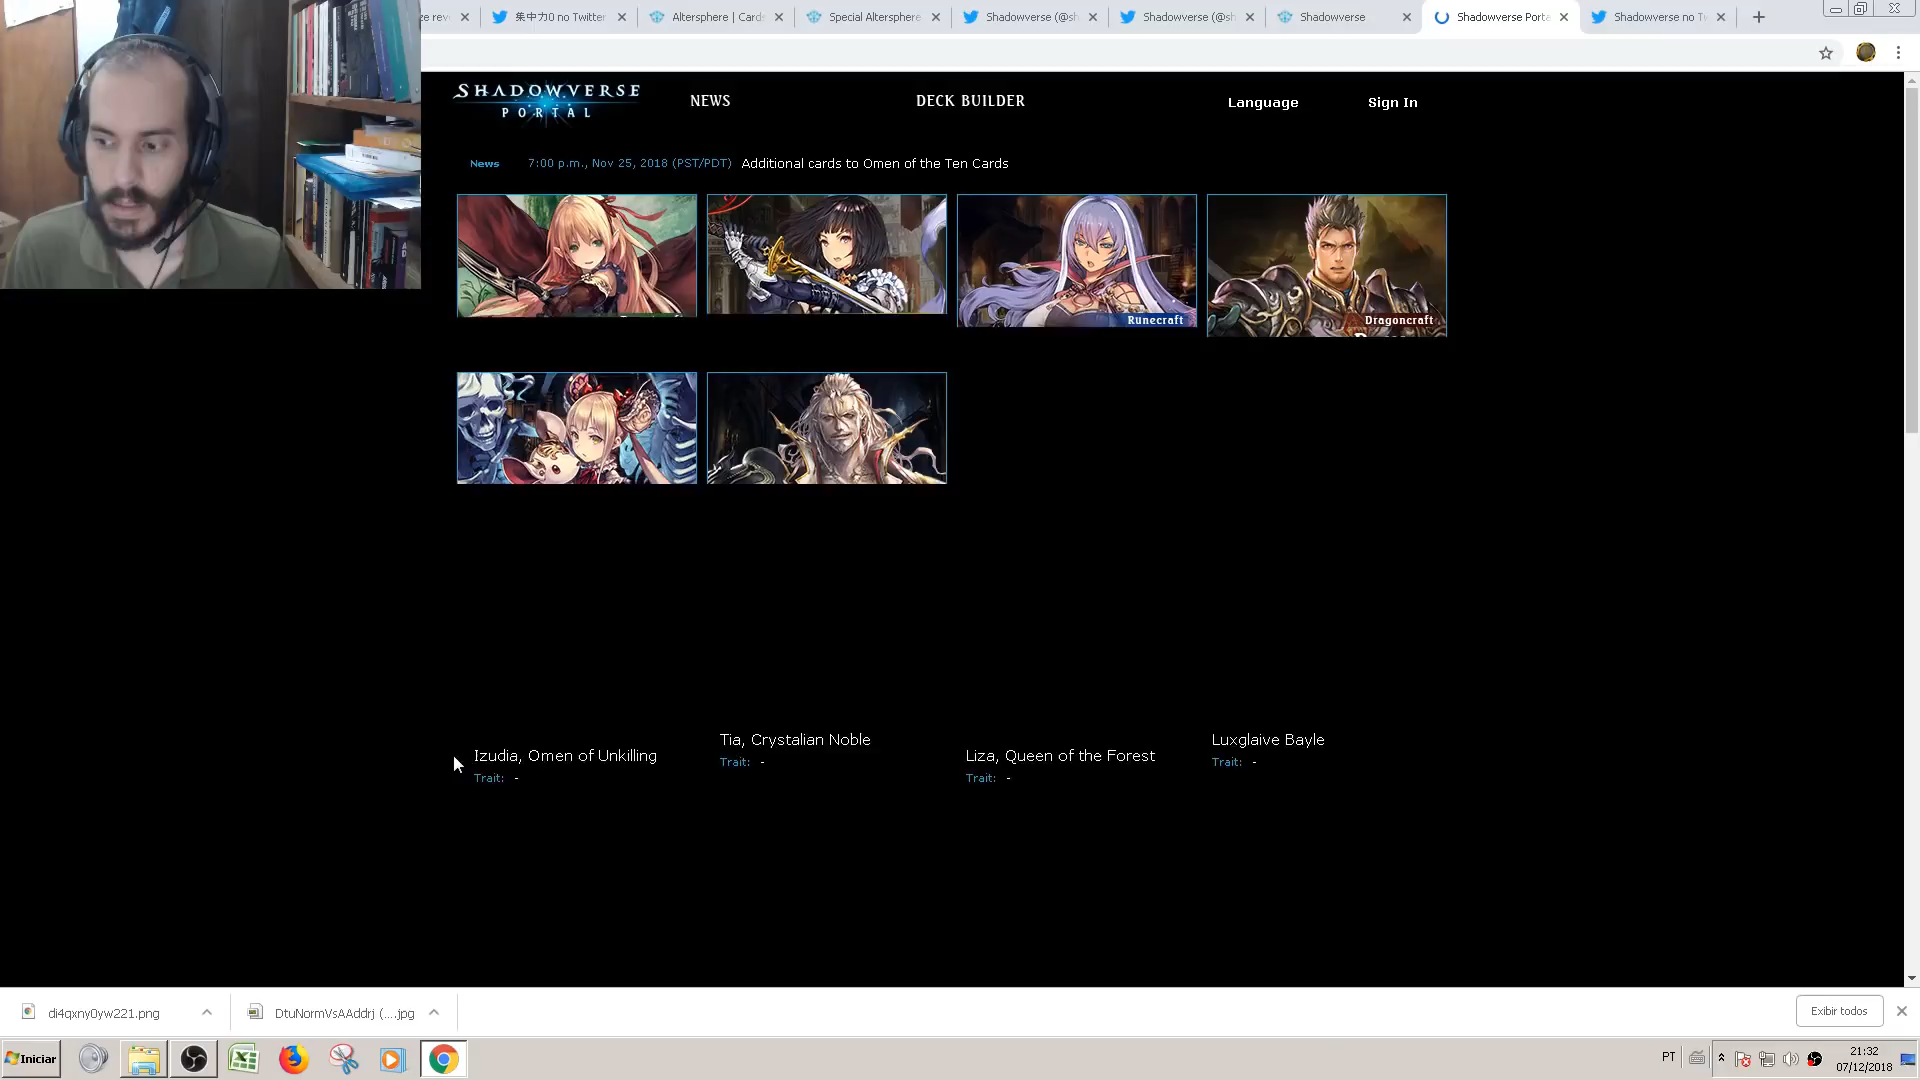 ze rev
集中力0 no Twitter
Altersphere | Card
Special Altersphere
Shadowverse (@sh
Shadowverse (@sh
Shadowverse
Shadowverse Porta
Shadowverse no Tw
SHADOWVERSE
PORTAL
NEWS
DECK BUILDER
Language
Sign In
News
7:00 p.m., Nov 25, 2018 (PST/PDT)
Additional cards to Omen of the Ten Cards
Runecraft
Dragoncraft
Izudia, Omen of Unkilling
Trait: -
Tia, Crystalian Noble
Trait: -
Liza, Queen of the Forest
Trait: -
Luxglaive Bayle
Trait: -
di4qxny0yw221.png
DtuNormVsAAddrj (....jpg
Exibir todos
Iniciar
PT
21:32
07/12/2018